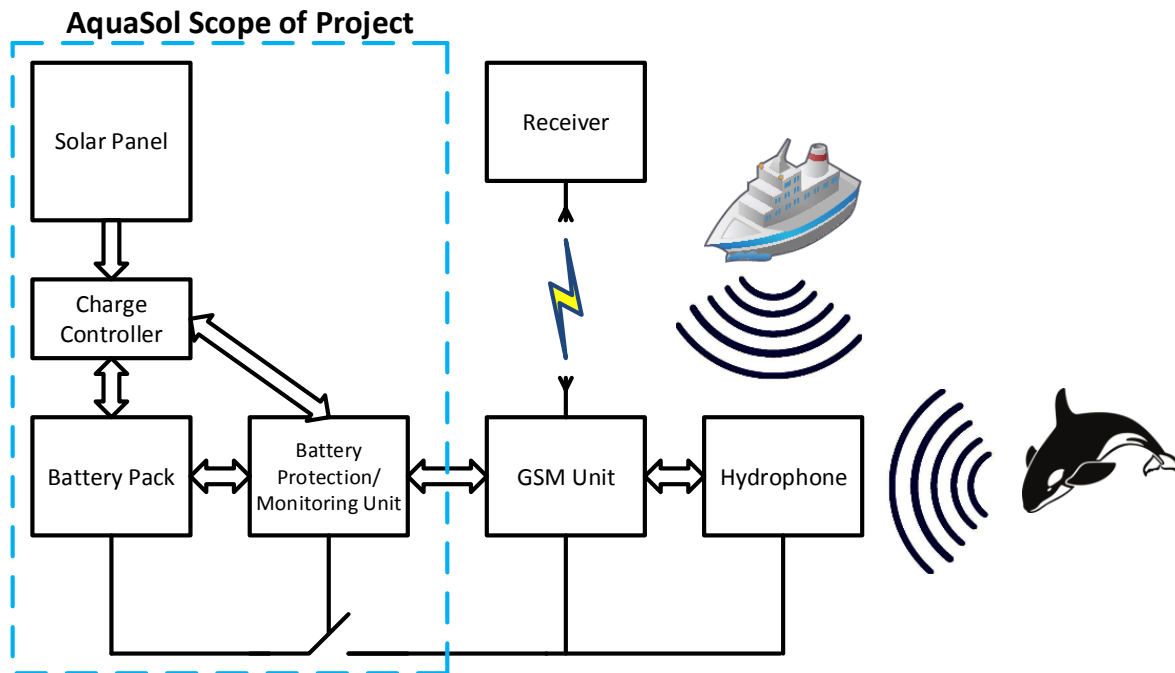 AquaSol Scope of Project
Solar Panel
Receiver
Charge
Controller
Battery Pack
Battery
Protection/
Monitoring Unit
GSM Unit
Hydrophone